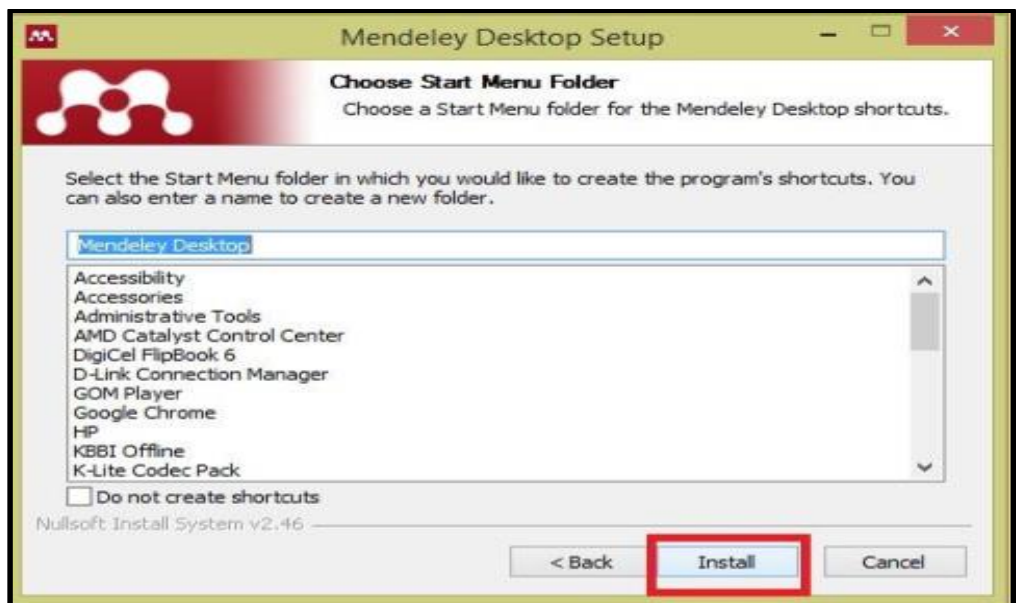 Mendeley Desktop Setup
Choose Start Menu Folder
Choose a Start Menu folder for the Mendeley Desktop shortcuts.
Select the Start Menu folder in which you would like to create the program's shortcuts. You
can also enter a name to create a new folder.
Mendeley Desktop
Accessibility
Accessories
Administrative Tools
AMD Catalyst Control Center
DigiCel FlipBook 6
D-Link Connection Manager
GOM Player
Google Chrome
HP
KBBI Offline
K-Lite Codec Pack
Do not create shortcuts
Nullsoft Install System v2.46
< Back Install Cancel